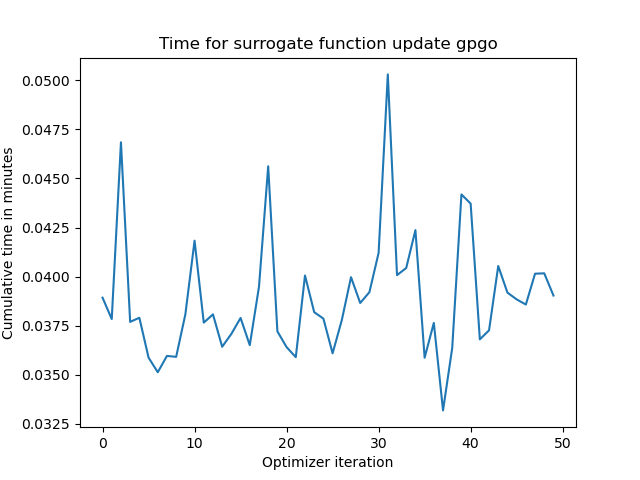 Time for surrogate function update gpgo
Cumulative time in minutes
0.0500
0.0475
0.0450
0.0425
0.0400
0.0375
0.0350
0.0325
0 10 20 30 40 50
Optimizer iteration